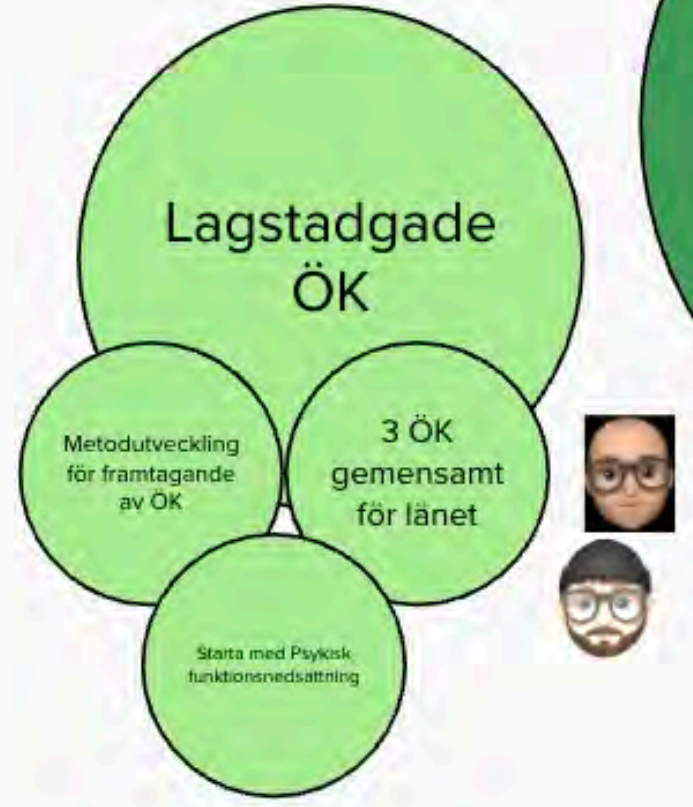 Lagstadgade
ÖK
Metodutveckling
för framtagande
av ÖK
3 ÖK
gemensamt
för länet
Starta med Psykisk
funktionsnedsättning